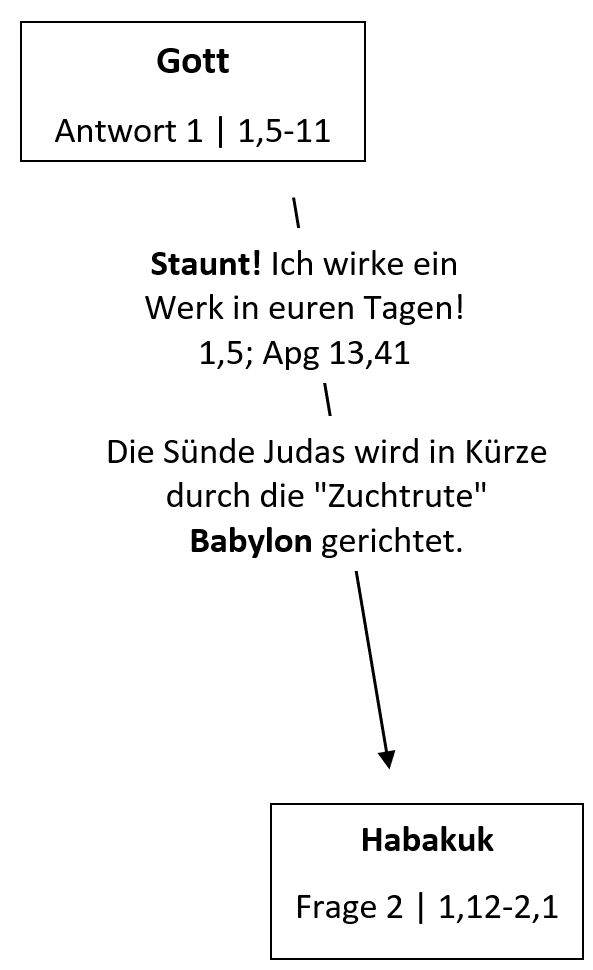 Gott
Antwort 1 | 1,5-11
Staunt! Ich wirke ein
Werk in euren Tagen!
1,5; Apg 13,41
Die Sünde Judas wird in Kürze
durch die "Zuchtrute"
Babylon gerichtet.
Habakuk
Frage 2 | 1,12-2,1